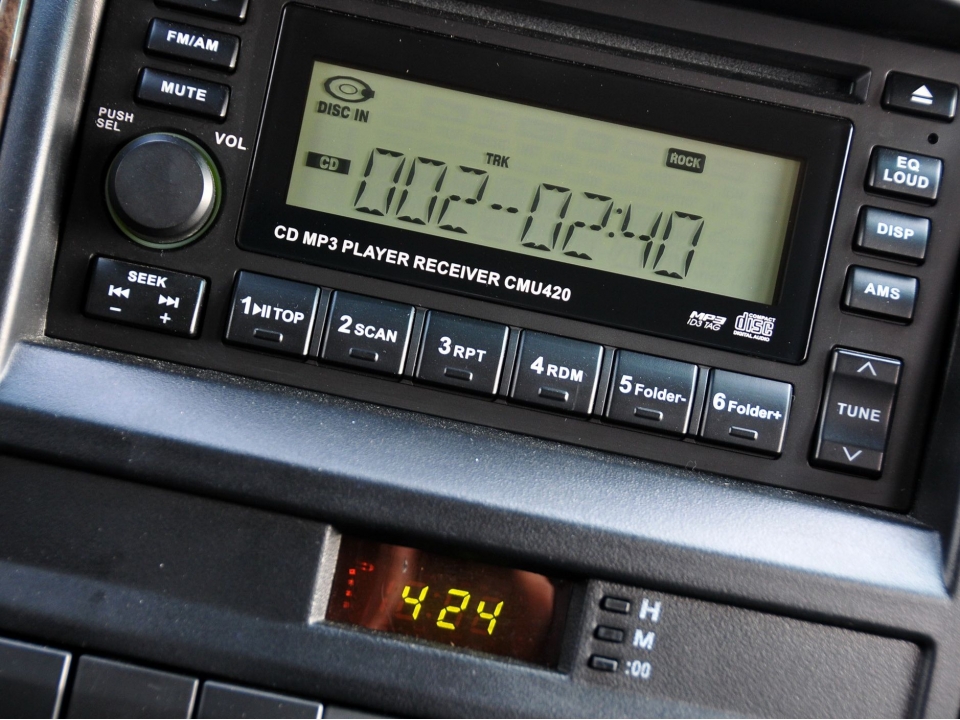 FM/AM
MUTE
PUSH
SEL
VOL
SEEK
- +
DISC IN
CD
TRK
ROCK
002-02:40
CD MP3 PLAYER RECEIVER CMU420
MP3
ID3 TAG
COMPACT
disc
DIGITAL AUDIO
EQ
LOUD
DISP
AMS
TUNE
1 TOP
2 SCAN
3 RPT
4 RDM
5 Folder-
6 Folder+
4 24
H
M
:00